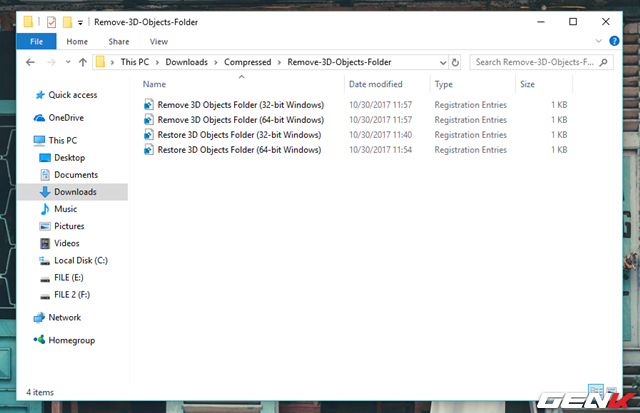 Remove-3D-Objects-Folder
File Home Share View
This PC Downloads Compressed Remove-3D-Objects-Folder Search Remove-3D-Objects-F...
Name Date modified Type Size
Quick access
OneDrive
This PC
Desktop
Documents
Downloads
Music
Pictures
Videos
Local Disk (C:)
FILE (E:)
FILE 2 (F:)
Network
Homegroup
Remove 3D Objects Folder (32-bit Windows) 10/30/2017 11:57 Registration Entries 1 KB
Remove 3D Objects Folder (64-bit Windows) 10/30/2017 11:57 Registration Entries 1 KB
Restore 3D Objects Folder (32-bit Windows) 10/30/2017 11:40 Registration Entries 1 KB
Restore 3D Objects Folder (64-bit Windows) 10/30/2017 11:54 Registration Entries 1 KB
4 items
GENK